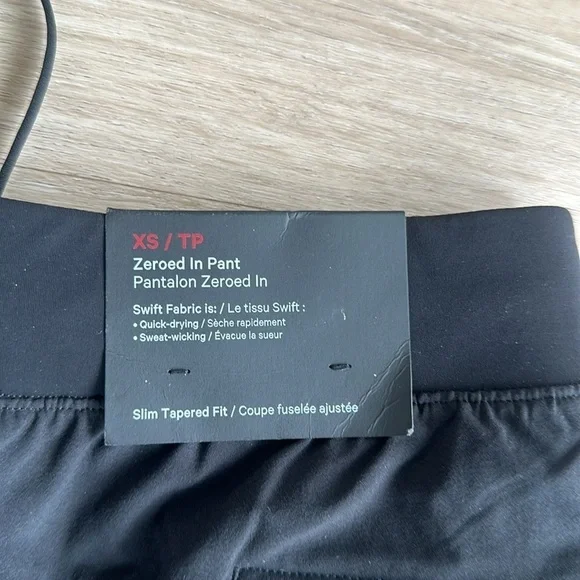 XS / TP
Zeroed In Pant
Pantalon Zeroed In
Swift Fabric is: / Le tissu Swift :
• Quick-drying / Sèche rapidement
• Sweat-wicking / Évacue la sueur
Slim Tapered Fit / Coupe fuselée ajustée